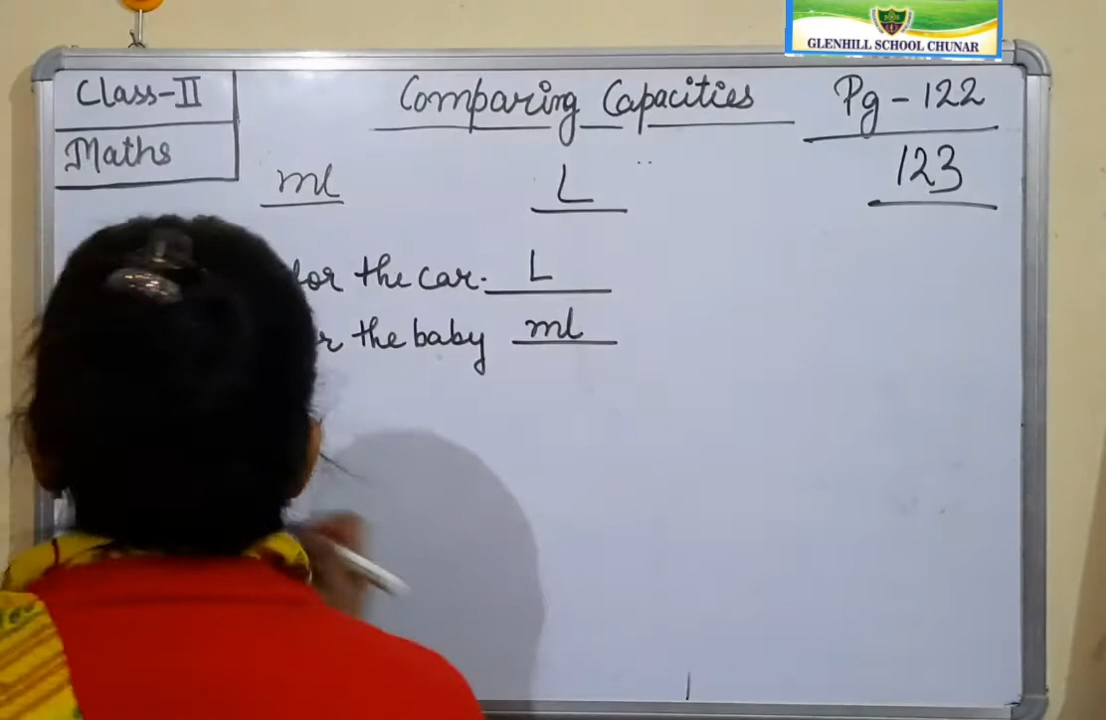 GLENHILL SCHOOL CHUNAR
Class-II
Comparing Capacities
Pg - 122
Maths
123
ml
L
for the car. L
the baby ml